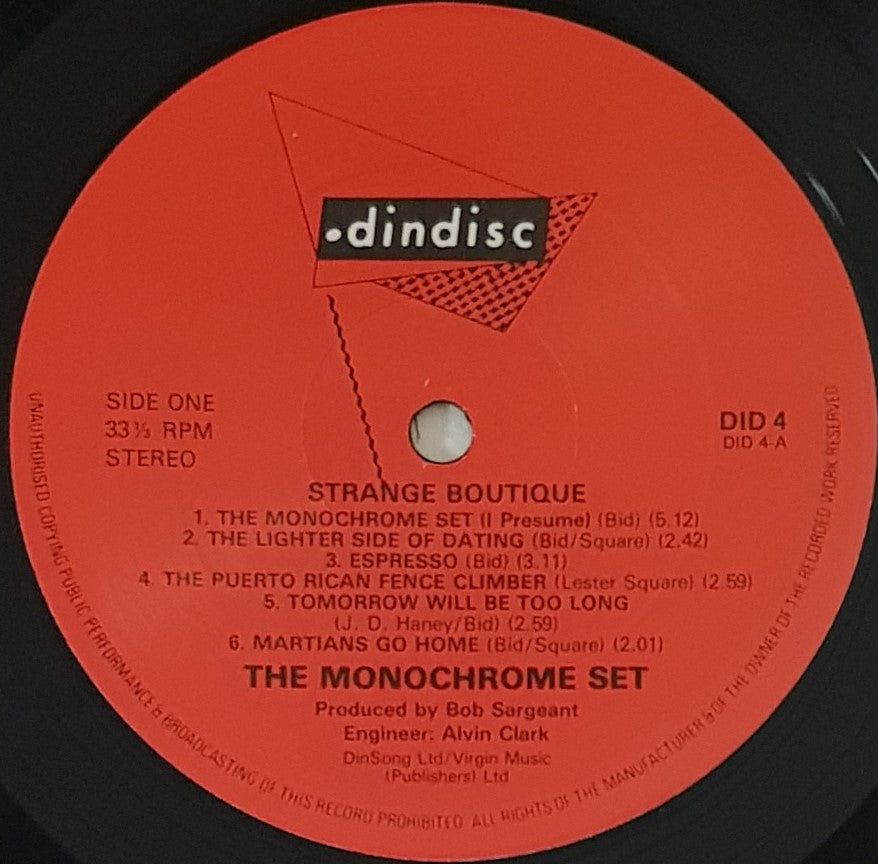 .dindisc
SIDE ONE
33⅓ RPM
STEREO
DID 4
DID 4-A
STRANGE BOUTIQUE
1. THE MONOCHROME SET (I Presume) (Bid) (5.12)
2. THE LIGHTER SIDE OF DATING (Bid/Square) (2.42)
3. ESPRESSO (Bid) (3.11)
4. THE PUERTO RICAN FENCE CLIMBER (Lester Square) (2.59)
5. TOMORROW WILL BE TOO LONG
(J. D. Haney/Bid) (2.59)
6. MARTIANS GO HOME (Bid/Square) (2.01)
THE MONOCHROME SET
Produced by Bob Sargeant
Engineer: Alvin Clark
DinSong Ltd/Virgin Music
(Publishers) Ltd
UNAUTHORISED COPYING PUBLIC PERFORMANCE & BROADCASTING OF THIS RECORD PROHIBITED. ALL RIGHTS OF THE MANUFACTURER & OF THE OWNER OF THE RECORDED WORK RESERVED